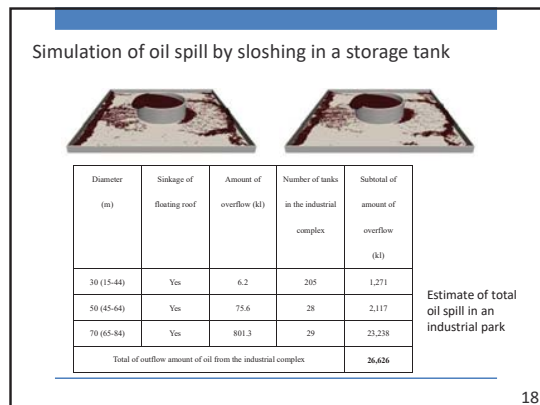 Simulation of oil spill by sloshing in a storage tank
Diameter
(m)
Sinkage of
floating roof
Amount of
overflow (kl)
Number of tanks
in the industrial
complex
Subtotal of
amount of
overflow
(kl)
30 (15-44) Yes 6.2 205 1,271
50 (45-64) Yes 75.6 28 2,117
70 (65-84) Yes 801.3 29 23,238
Total of outflow amount of oil from the industrial complex 26,626
Estimate of total
oil spill in an
industrial park
18